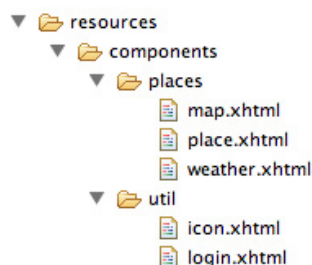 resources
components
places
map.xhtml
place.xhtml
weather.xhtml
util
icon.xhtml
login.xhtml